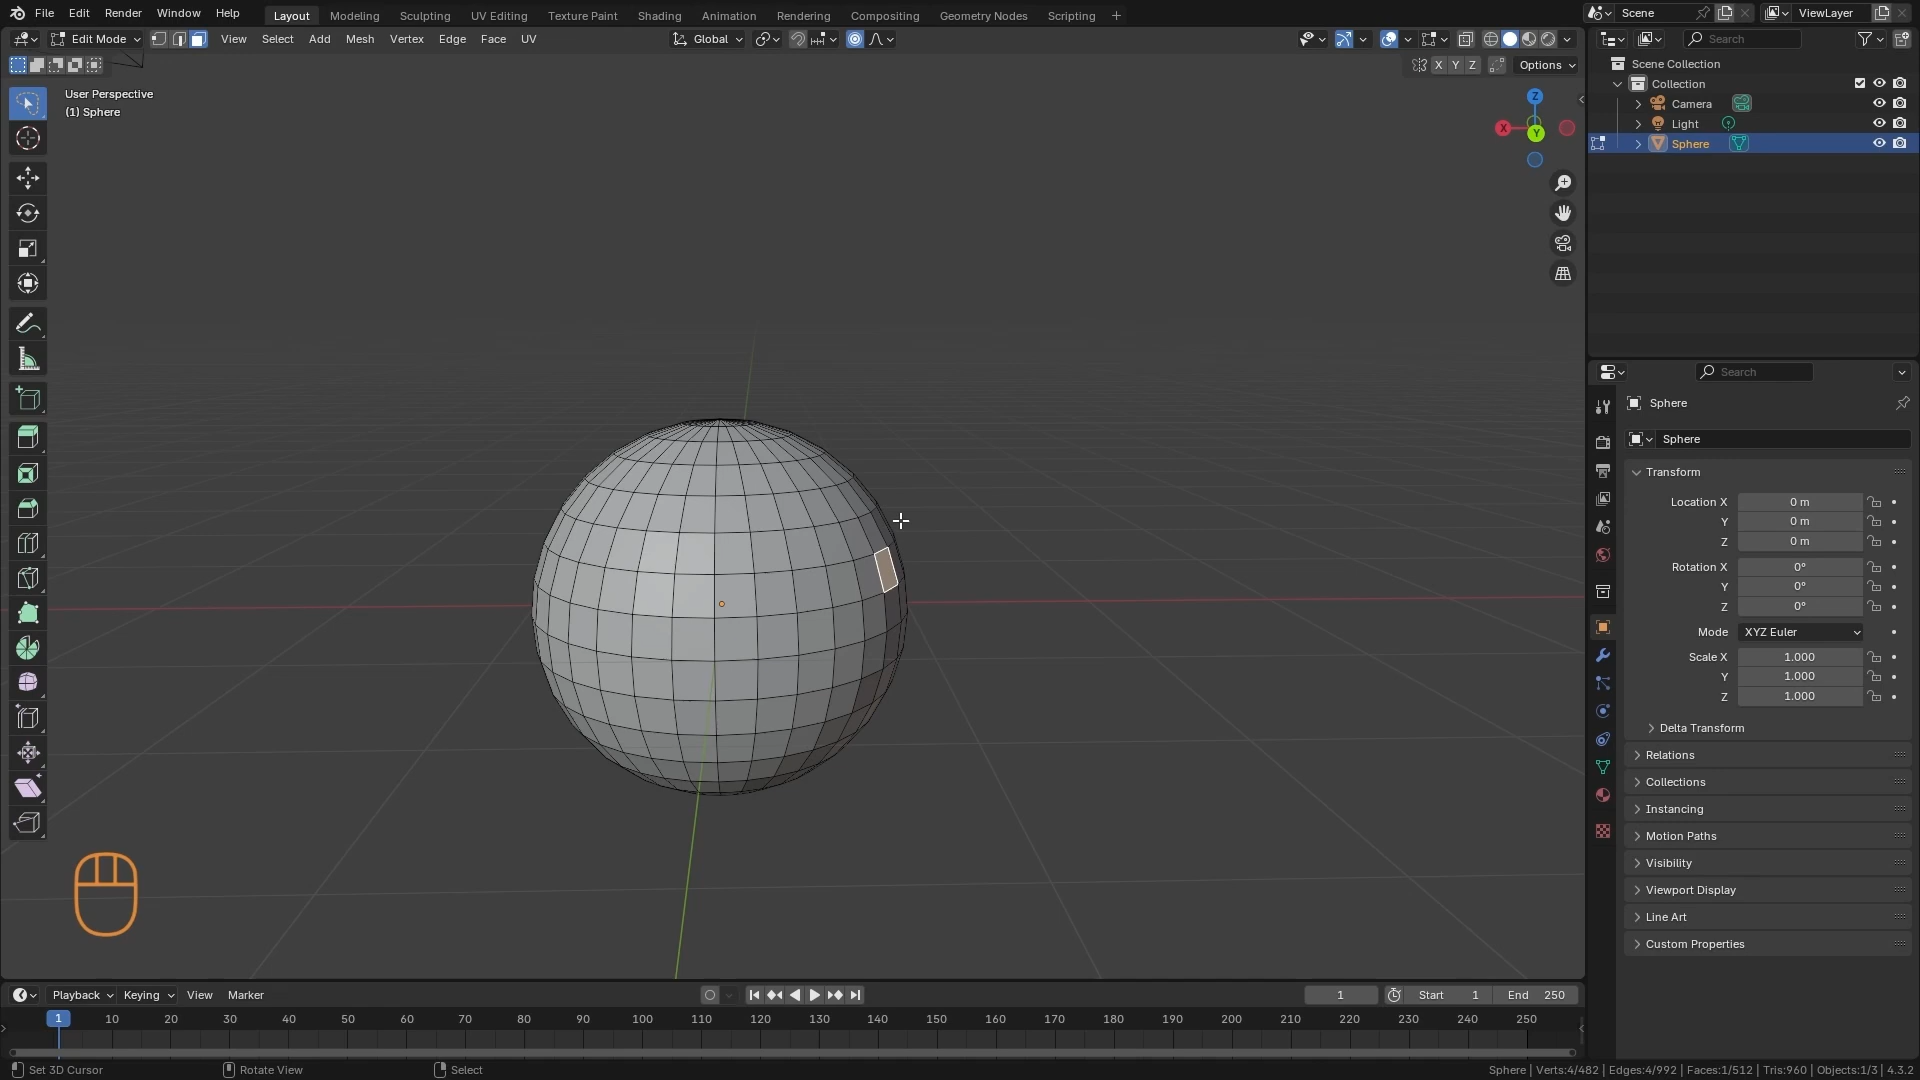 File Edit Render Window Help Layout Modeling Sculpting UV Editing Texture Paint Shading Animation Rendering Compositing Geometry Nodes Scripting + Scene ViewLayer
Edit Mode View Select Add Mesh Vertex Edge Face UV Global Search
X Y Z Options
User Perspective
(1) Sphere
Z
X
Y
Scene Collection
Collection
Camera
Light
Sphere
Search
Sphere
Sphere
Transform
Location X 0 m
Y 0 m
Z 0 m
Rotation X 0°
Y 0°
Z 0°
Mode XYZ Euler
Scale X 1.000
Y 1.000
Z 1.000
Delta Transform
Relations
Collections
Instancing
Motion Paths
Visibility
Viewport Display
Line Art
Custom Properties
Playback Keying View Marker 1 Start 1 End 250
1 10 20 30 40 50 60 70 80 90 100 110 120 130 140 150 160 170 180 190 200 210 220 230 240 250
Set 3D Cursor Rotate View Select Sphere | Verts:4/482 | Edges:4/992 | Faces:1/512 | Tris:960 | Objects:1/3 | 4.3.2